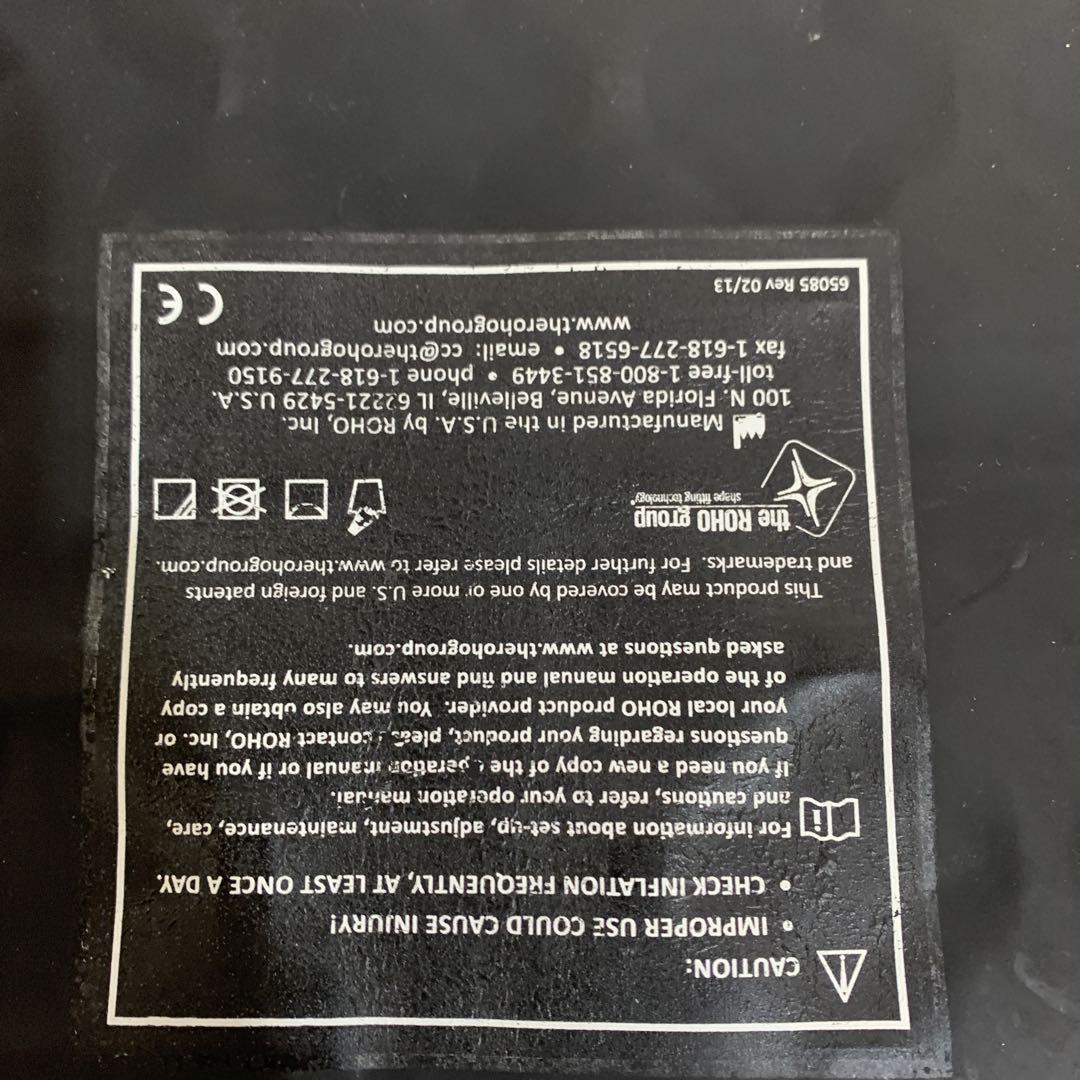 CAUTION:
• IMPROPER USE COULD CAUSE INJURY!
• CHECK INFLATION FREQUENTLY, AT LEAST ONCE A DAY.
For information about set-up, adjustment, maintenance, care,
and cautions, refer to your operation manual.
If you need a new copy of the operation manual or if you have
questions regarding your product, please contact ROHO, Inc. or
your local ROHO product provider. You may also obtain a copy
of the operation manual and find answers to many frequently
asked questions at www.therohogroup.com.
This product may be covered by one or more U.S. and foreign patents
and trademarks. For further details please refer to www.therohogroup.com.
the ROHO group
shape fitting technology®
Manufactured in the U.S.A. by ROHO, Inc.
100 N. Florida Avenue, Belleville, IL 62221-5429 U.S.A.
toll-free 1-800-851-3449 • phone 1-618-277-9150
fax 1-618-277-6518 • email: cc@therohogroup.com
www.therohogroup.com
65085 Rev 02/13
CE